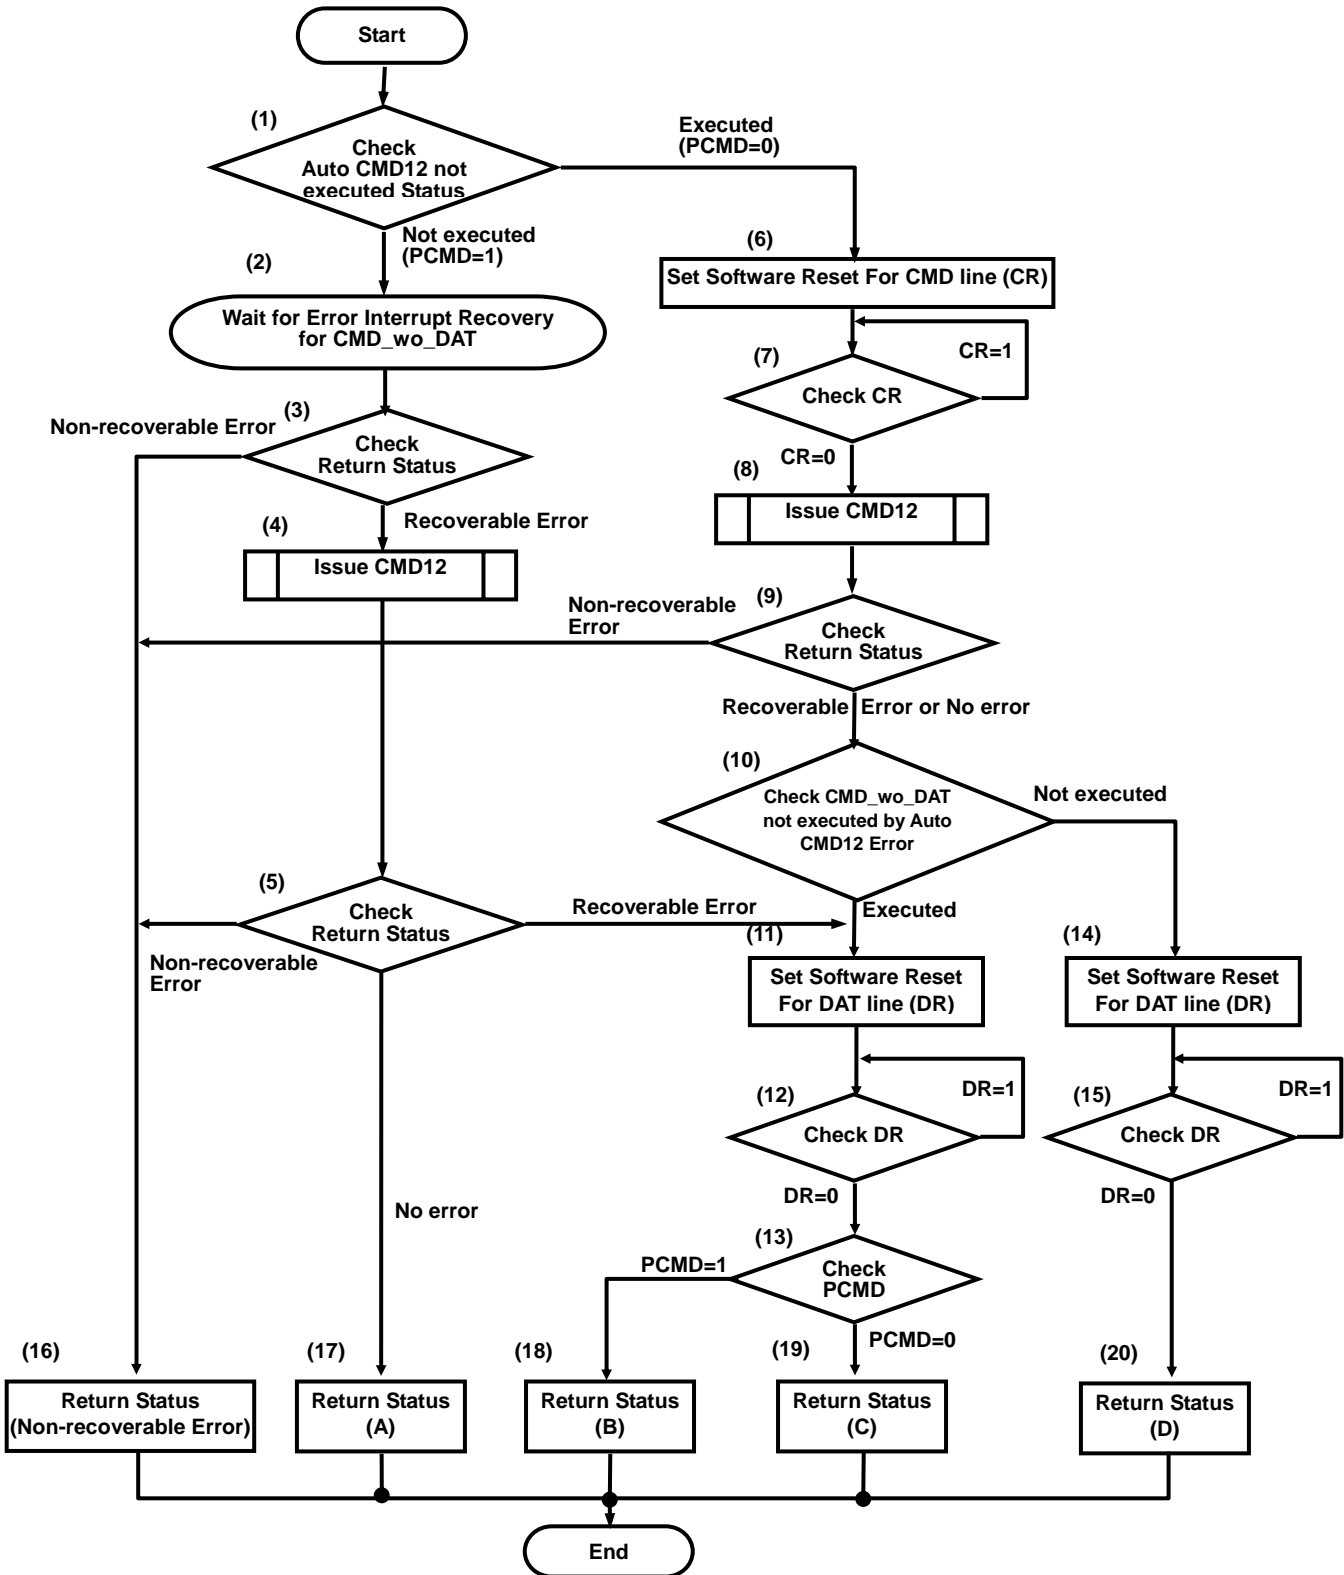 Start
(1)
Check
Auto CMD12 not
executed Status
Executed
(PCMD=0)
Not executed
(PCMD=1)
(2)
Wait for Error Interrupt Recovery
for CMD_wo_DAT
(6)
Set Software Reset For CMD line (CR)
(7)
Check CR
CR=1
CR=0
(3)
Non-recoverable Error
Check
Return Status
Recoverable Error
(4)
Issue CMD12
(8)
Issue CMD12
(9)
Non-recoverable
Error
Check
Return Status
Recoverable Error or No error
(10)
Check CMD_wo_DAT
not executed by Auto
CMD12 Error
Not executed
Executed
(5)
Check
Return Status
Recoverable Error
Non-recoverable
Error
No error
(11)
Set Software Reset
For DAT line (DR)
(14)
Set Software Reset
For DAT line (DR)
(12)
Check DR
DR=1
DR=0
(15)
Check DR
DR=1
DR=0
(13)
Check
PCMD
PCMD=1
PCMD=0
(16)
Return Status
(Non-recoverable Error)
(17)
Return Status
(A)
(18)
Return Status
(B)
(19)
Return Status
(C)
(20)
Return Status
(D)
End